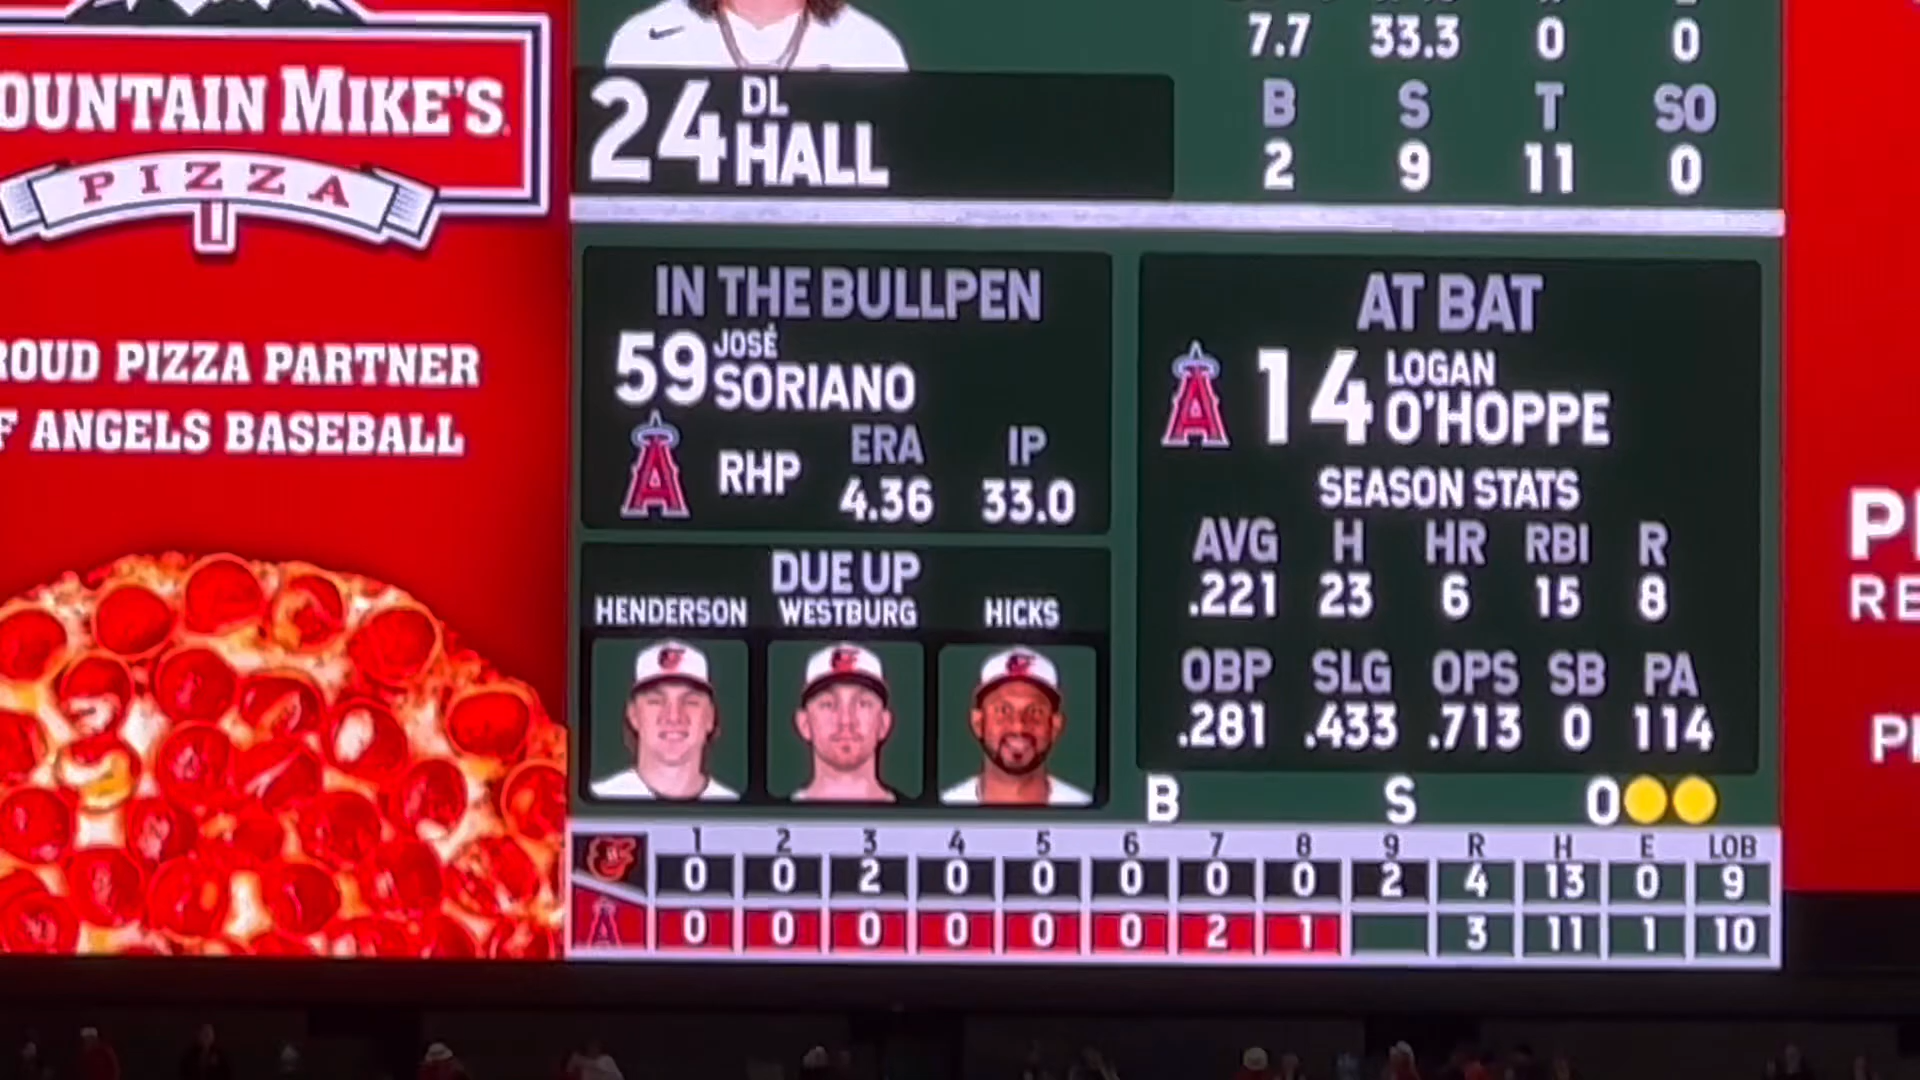 OUNTAIN MIKE'S
PIZZA
ROUD PIZZA PARTNER
F ANGELS BASEBALL
24 DL HALL
7.7 33.3 0 0
B S T SO
2 9 11 0
IN THE BULLPEN
59 JOSÉ SORIANO
ERA IP
RHP 4.36 33.0
DUE UP
HENDERSON WESTBURG HICKS
AT BAT
14 LOGAN O'HOPPE
SEASON STATS
AVG H HR RBI R
.221 23 6 15 8
OBP SLG OPS SB PA
.281 .433 .713 0 114
B S O
1 2 3 4 5 6 7 8 9 R H E LOB
0 0 2 0 0 0 0 0 2 4 13 0 9
A 0 0 0 0 0 0 2 1 3 11 1 10